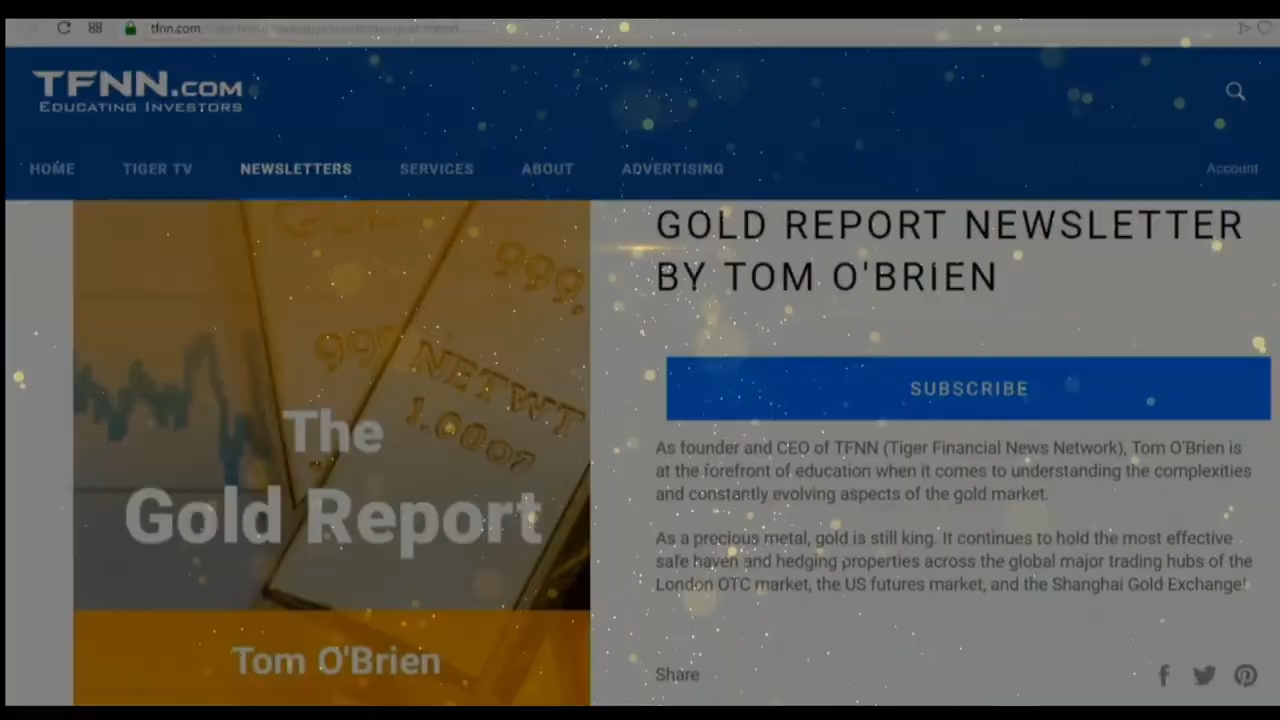 tfnn.com
TFNN.COM
EDUCATING INVESTORS
HOME TIGER TV NEWSLETTERS SERVICES ABOUT ADVERTISING Account
GOLD REPORT NEWSLETTER
BY TOM O'BRIEN
SUBSCRIBE
As founder and CEO of TFNN (Tiger Financial News Network), Tom O'Brien is
at the forefront of education when it comes to understanding the complexities
and constantly evolving aspects of the gold market.
As a precious metal, gold is still king. It continues to hold the most effective
safe haven and hedging properties across the global major trading hubs of the
London OTC market, the US futures market, and the Shanghai Gold Exchange!
Share
999,
999
NETWT
1.000Z
The
Gold Report
Tom O'Brien